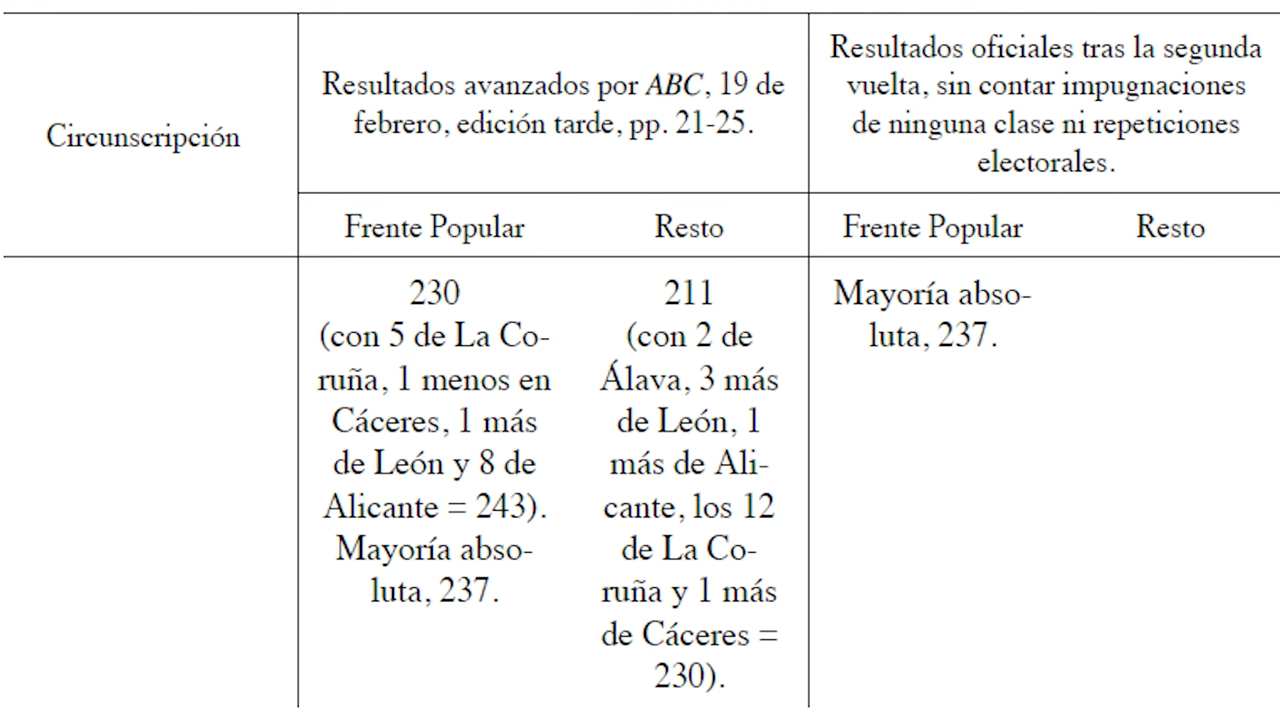 Circunscripción
Resultados avanzados por ABC, 19 de
febrero, edición tarde, pp. 21-25.
Resultados oficiales tras la segunda
vuelta, sin contar impugnaciones
de ninguna clase ni repeticiones
electorales.
Frente Popular
Resto
Frente Popular
Resto
230
(con 5 de La Co-
ruña, 1 menos en
Cáceres, 1 más
de León y 8 de
Alicante = 243).
Mayoría abso-
luta, 237.
211
(con 2 de
Álava, 3 más
de León, 1
más de Ali-
cante, los 12
de La Co-
ruña y 1 más
de Cáceres =
230).
Mayoría abso-
luta, 237.